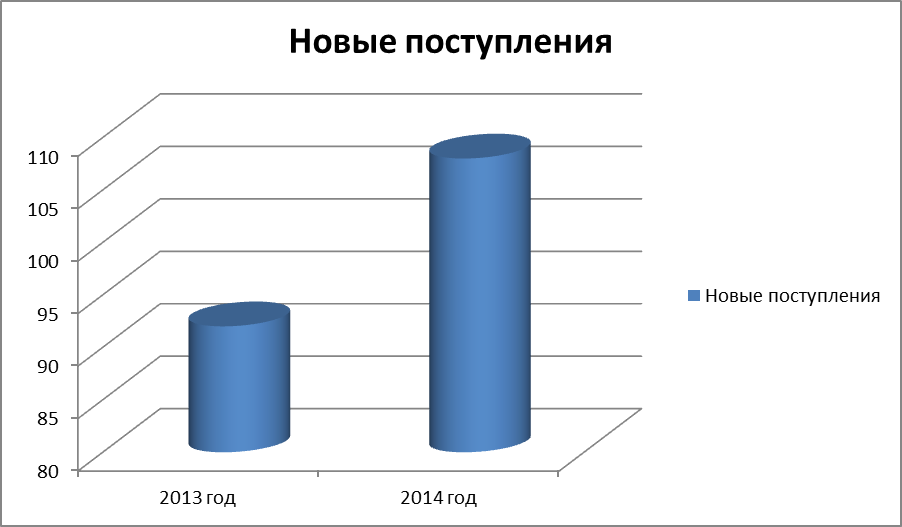 Новые поступления
110
105
100
95
90
85
80
2013 год
2014 год
Новые поступления